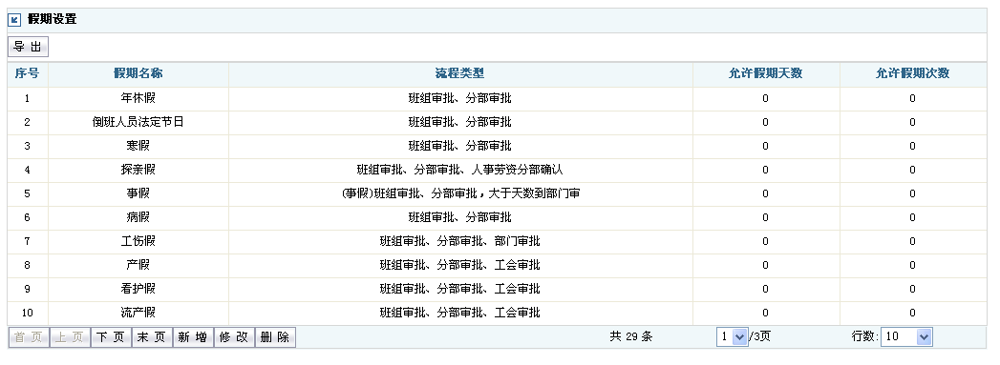 假期设置
导 出
序号 假期名称 流程类型 允许假期天数 允许假期次数
1 年休假 班组审批、分部审批 0 0
2 倒班人员法定节日 班组审批、分部审批 0 0
3 寒假 班组审批、分部审批 0 0
4 探亲假 班组审批、分部审批、人事劳资分部确认 0 0
5 事假 (事假)班组审批、分部审批，大于天数到部门审 0 0
6 病假 班组审批、分部审批 0 0
7 工伤假 班组审批、分部审批、部门审批 0 0
8 产假 班组审批、分部审批、工会审批 0 0
9 看护假 班组审批、分部审批、工会审批 0 0
10 流产假 班组审批、分部审批、工会审批 0 0
首 页 上 页 下 页 末 页 新 增 修 改 删 除 共 29 条 1 /3页 行数: 10